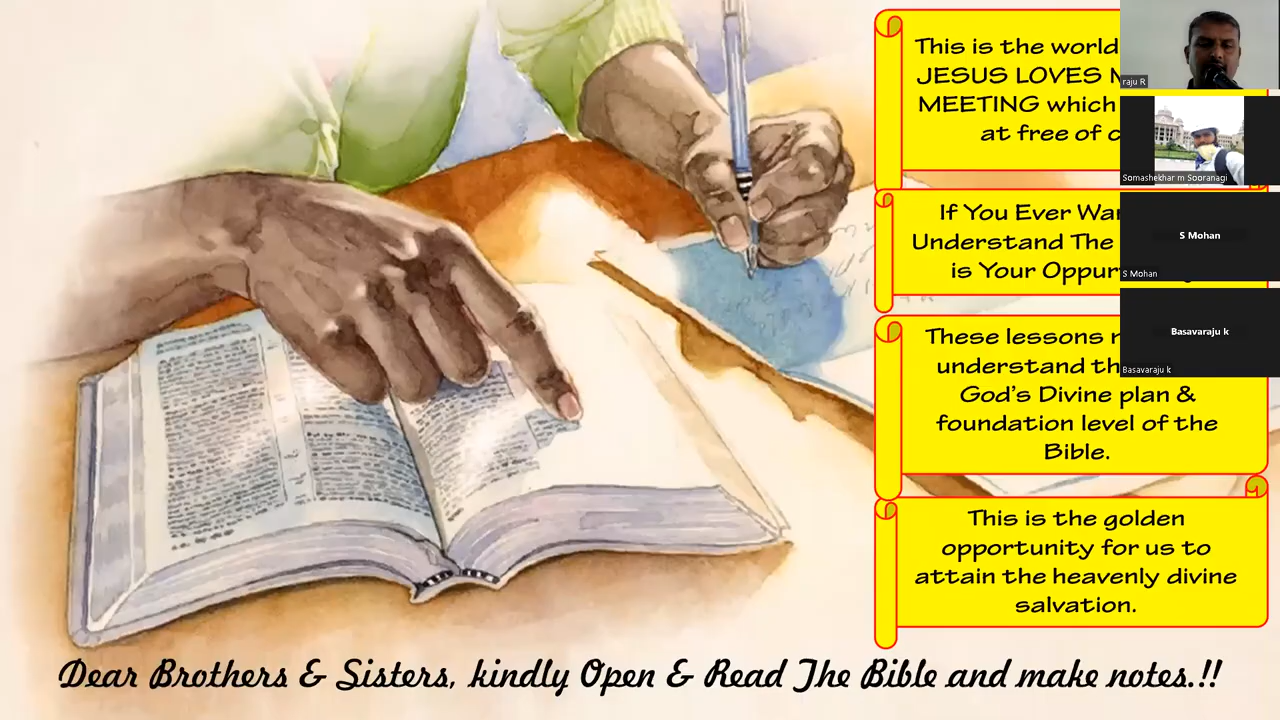 This is the world
JESUS LOVES
MEETING which
at free of
If You Ever
Understand The
is Your
These lessons
understand
God's Divine plan &
foundation level of the
Bible.
This is the golden
opportunity for us to
attain the heavenly divine
salvation.
Dear Brothers & Sisters, kindly Open & Read The Bible and make notes.!!
raju R
Somashekhar m Sooranagi
S Mohan
S Mohan
Basavaraju k
Basavaraju k